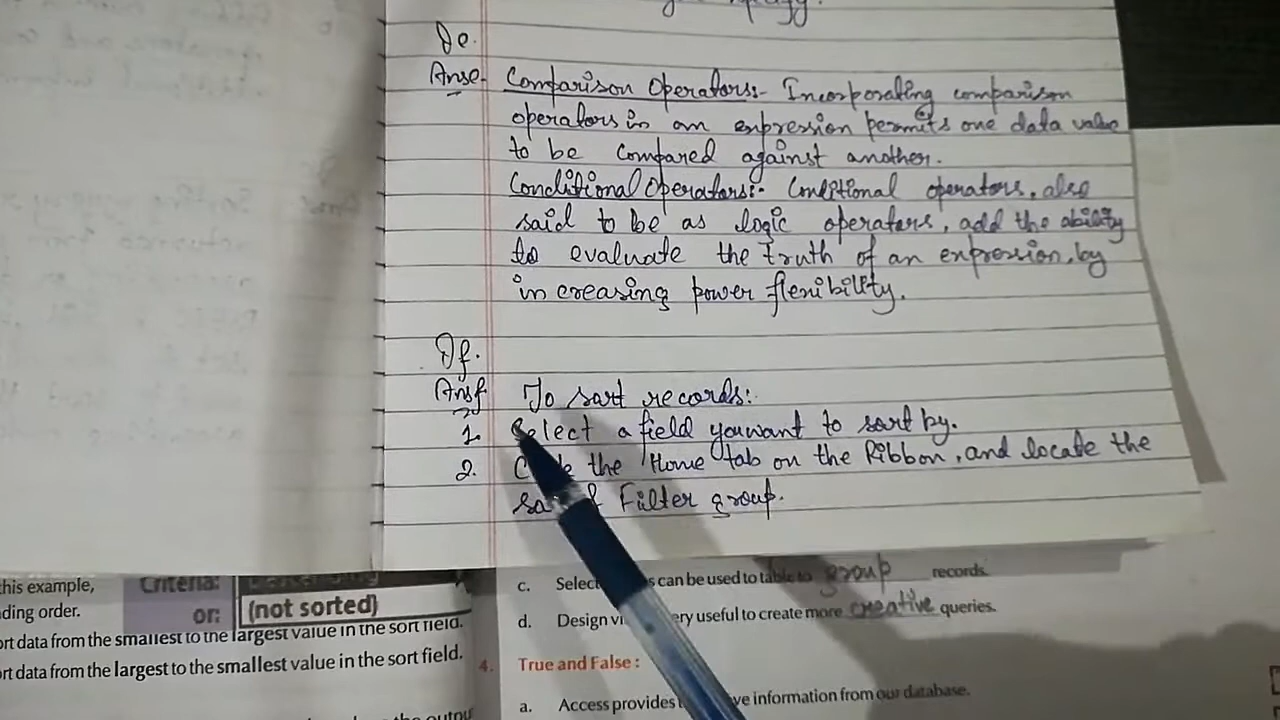 De.
Anse- Comparison Operators:- Incorporating comparison
operators in an expression permits one data value
to be compared against another.
Conditional Operators:- Conditional operators, also
said to be as logic operators, add the ability
to evaluate the truth of an expression, by
increasing power flexibility.
Df.
Ansf To sort records:
1. Select a field you want to sort by.
2. the Home tab on the Ribbon, and locate the
Filter group.
this example,
ding order.
Criteria:
or:
(not sorted)
rt data from the smallest to the largest value in the sort field.
rt data from the largest to the smallest value in the sort field.
c. can be used to table to group records.
d. Design useful to create more creative queries.
4. True and False :
a. Access provides information from our database.